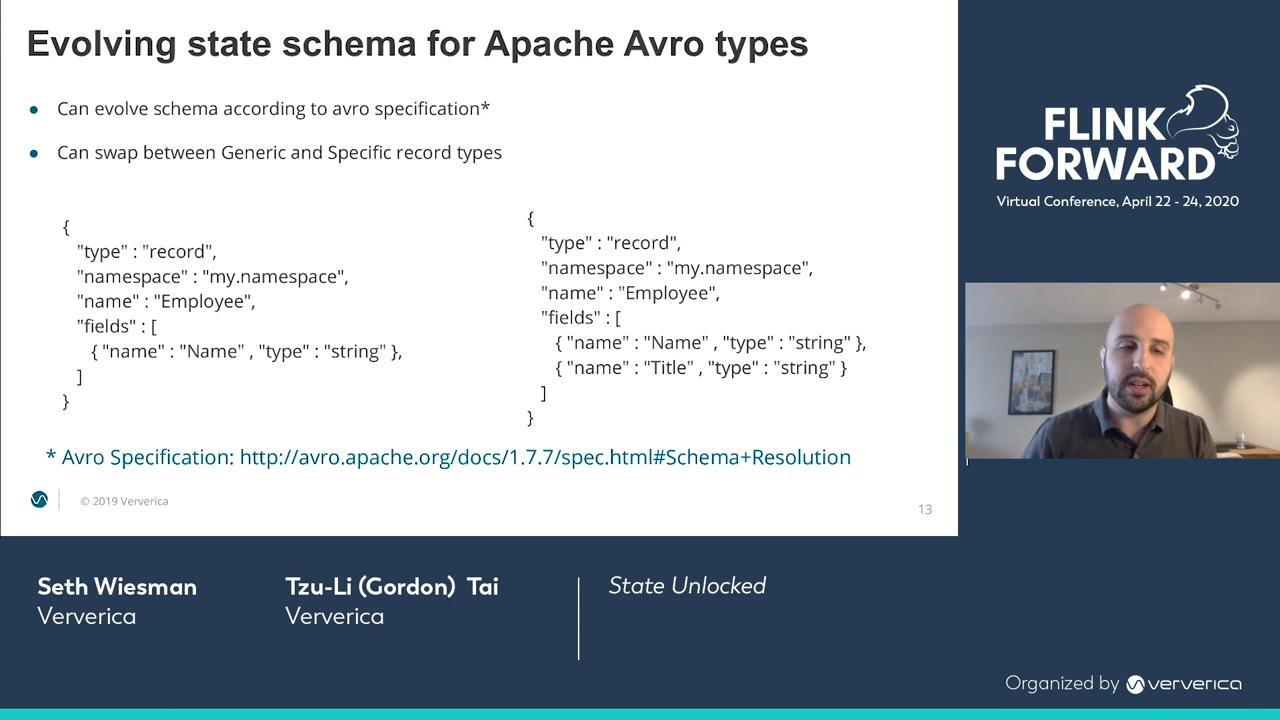 Evolving state schema for Apache Avro types
● Can evolve schema according to avro specification*
● Can swap between Generic and Specific record types
{
"type" : "record",
"namespace" : "my.namespace",
"name" : "Employee",
"fields" : [
{ "name" : "Name" , "type" : "string" },
]
}
{
"type" : "record",
"namespace" : "my.namespace",
"name" : "Employee",
"fields" : [
{ "name" : "Name" , "type" : "string" },
{ "name" : "Title" , "type" : "string" }
]
}
* Avro Specification: http://avro.apache.org/docs/1.7.7/spec.html#Schema+Resolution
© 2019 Ververica
13
FLINK
FORWARD
Virtual Conference, April 22 - 24, 2020
Seth Wiesman
Ververica
Tzu-Li (Gordon) Tai
Ververica
State Unlocked
Organized by ververica